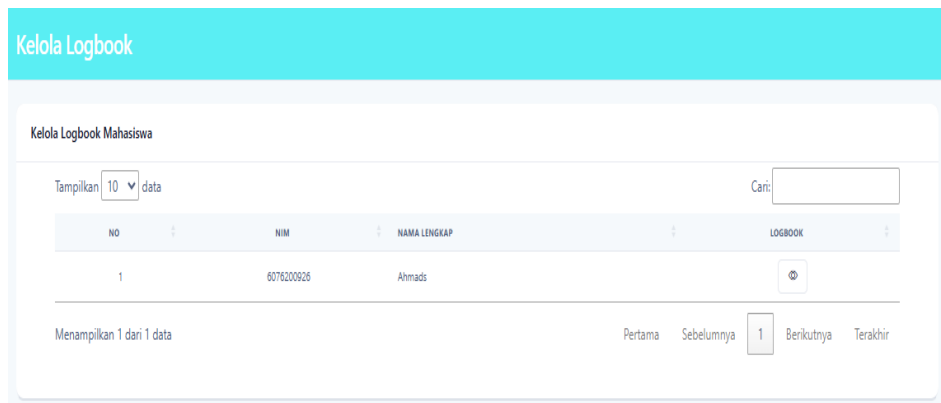 Kelola Logbook
Kelola Logbook Mahasiswa
Tampilkan 10 data Cari:
NO NIM NAMA LENGKAP LOGBOOK
1 6076200926 Ahmads
Menampilkan 1 dari 1 data Pertama Sebelumnya 1 Berikutnya Terakhir